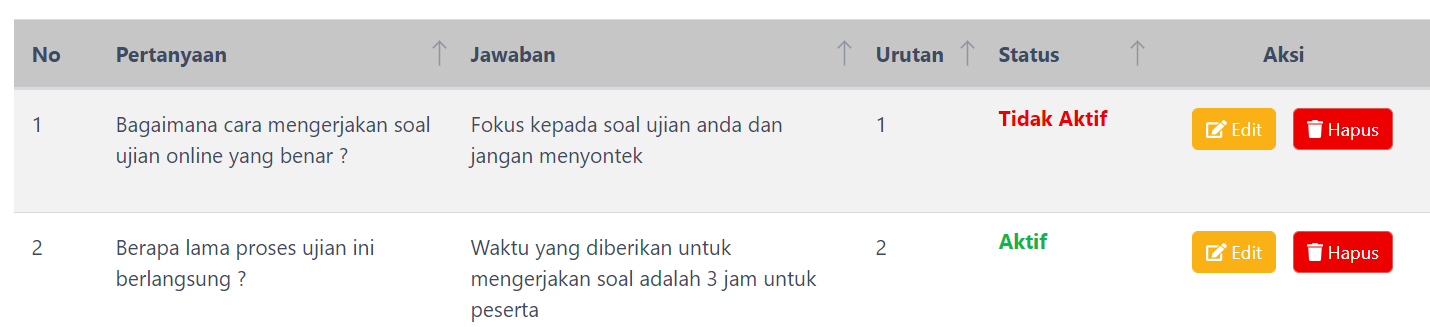 No Pertanyaan Jawaban Urutan Status Aksi
1 Bagaimana cara mengerjakan soal Fokus kepada soal ujian anda dan 1 Tidak Aktif Edit Hapus
ujian online yang benar ? jangan menyontek
2 Berapa lama proses ujian ini Waktu yang diberikan untuk 2 Aktif Edit Hapus
berlangsung ? mengerjakan soal adalah 3 jam untuk
peserta